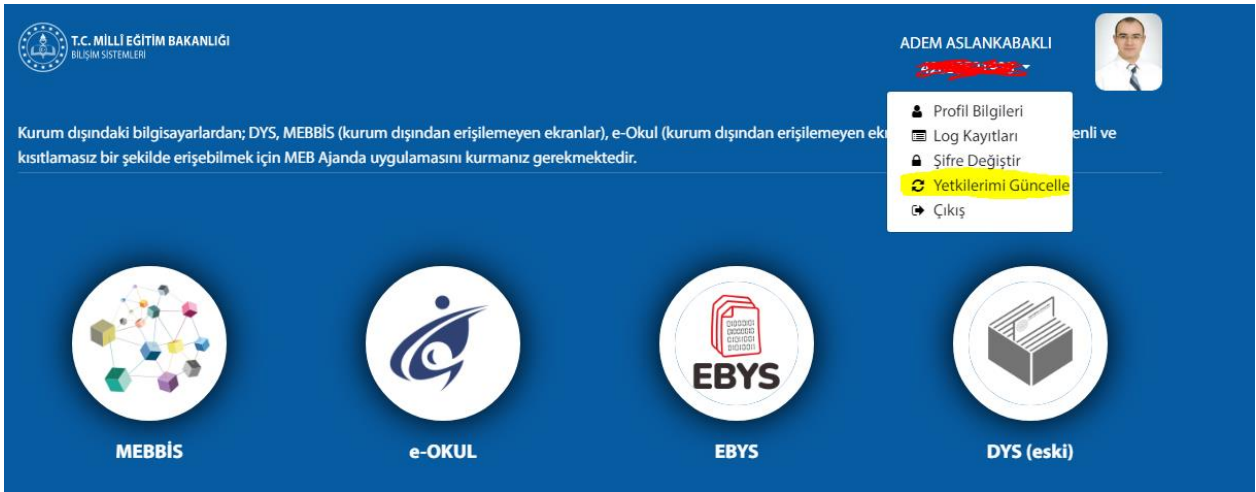 T.C. MİLLÎ EĞİTİM BAKANLIĞI
BİLİŞİM SİSTEMLERİ
ADEM ASLANKABAKLI
Profil Bilgileri
Log Kayıtları
Şifre Değiştir
Yetkilerimi Güncelle
Çıkış
Kurum dışındaki bilgisayarlardan; DYS, MEBBİS (kurum dışından erişilemeyen ekranlar), e-Okul (kurum dışından erişilemeyen enli ve
kısıtlamasız bir şekilde erişebilmek için MEB Ajanda uygulamasını kurmanız gerekmektedir.
EBYS
MEBBİS
e-OKUL
EBYS
DYS (eski)